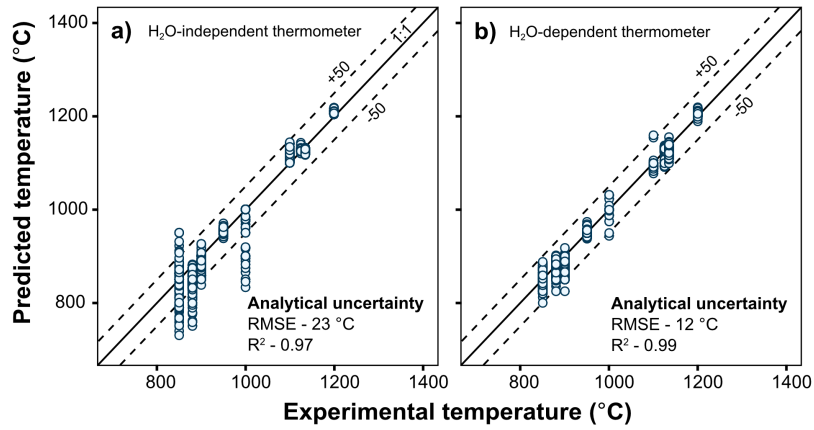 Predicted temperature (°C)
1400
1200
1000
800
a) H₂O-independent thermometer
+50
1:1
-50
Analytical uncertainty
RMSE - 23 °C
R² - 0.97
800 1000 1200 1400
b) H₂O-dependent thermometer
+50
-50
Analytical uncertainty
RMSE - 12 °C
R² - 0.99
800 1000 1200 1400
Experimental temperature (°C)